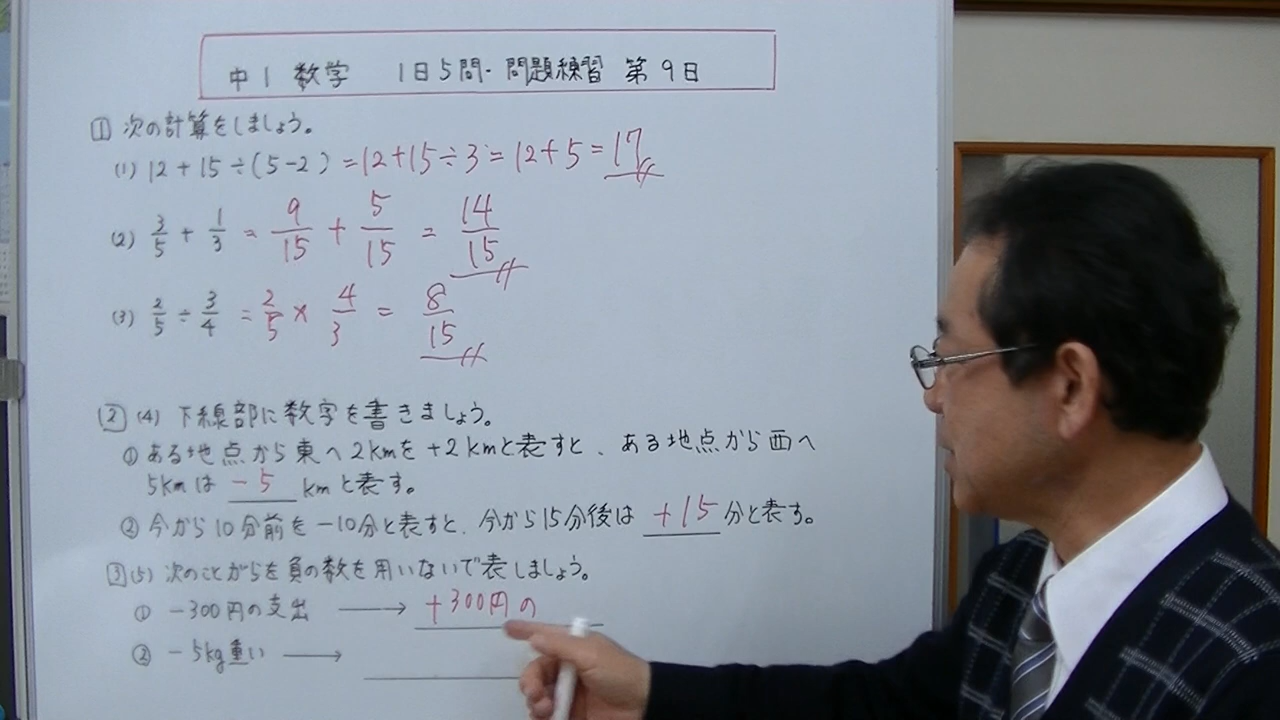 中1 数学 1日5問・問題練習 第9日
1 次の計算をしましょう。
(1) 12+15÷(5-2) =12+15÷3=12+5=17
(2) 3/5 + 1/3 = 9/15 + 5/15 = 14/15
(3) 2/5 ÷ 3/4 = 2/5 × 4/3 = 8/15
2 (4) 下線部に数字を書きましょう。
① ある地点から東へ2kmを+2kmと表すと、ある地点から西へ
5kmは -5 kmと表す。
② 今から10分前を-10分と表すと、今から15分後は +15 分と表す。
3 (5) 次のことがらを負の数を用いないで表しましょう。
① -300円の支出 → +300円の
② -5kg重い →